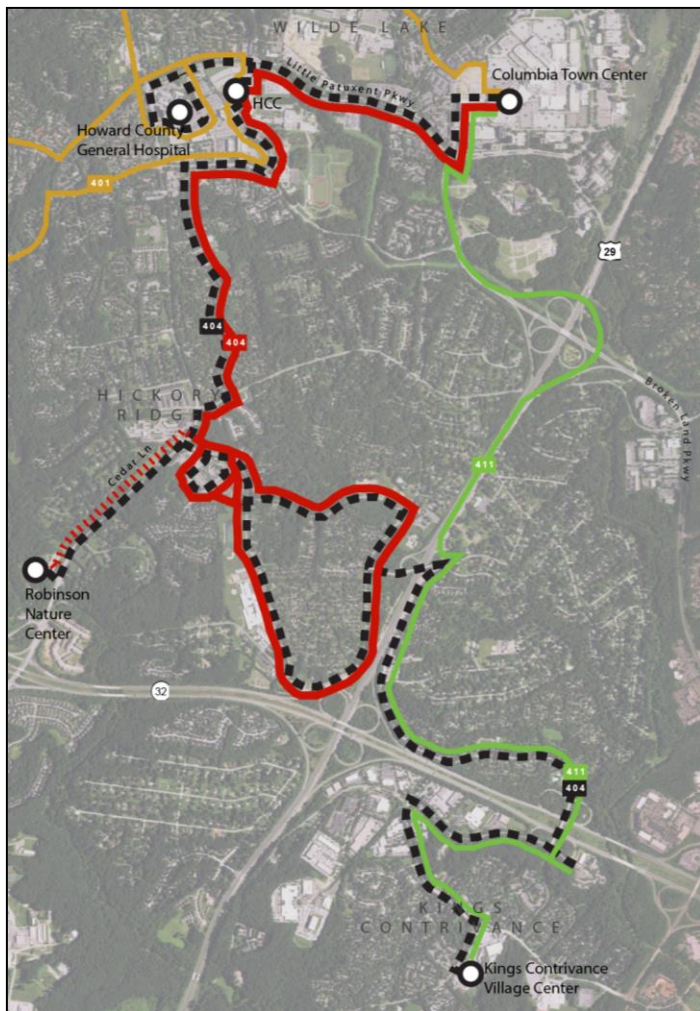 WILDE LAKE
Columbia Town Center
Little Patuxent Pkwy
HCC
Howard County
General Hospital
401
29
404
404
HICKORY
RIDGE
Broken Land Pkwy
Cedar Ln
411
Robinson
Nature
Center
32
411
404
KINGS
CONTRIVANCE
Kings Contrivance
Village Center